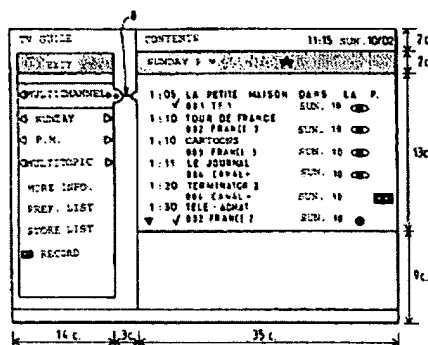 8
TV GUIDE CONTENTS 11:15 SUN. 10/02
2c
EXIT SUNDAY P.M.
2c
MULTICHANNEL
SUNDAY
P.M.
MULTITOPIC
MORE INFO.
PREF. LIST
STORE LIST
RECORD
1:05 LA PETITE MAISON DANS LA P.
001 TF1 SUN. 10
1:10 TOUR DE FRANCE
002 FRANCE 2 SUN. 10
1:10 CARTOONS
003 FRANCE 3 SUN. 10
1:15 LE JOURNAL
004 CANAL+ SUN. 10
1:20 TERMINATOR 2
004 CANAL+ SUN. 10
1:30 TELE-ACHAT
002 FRANCE 2 SUN. 10
13c
9c
14 c. 3c 35 c.